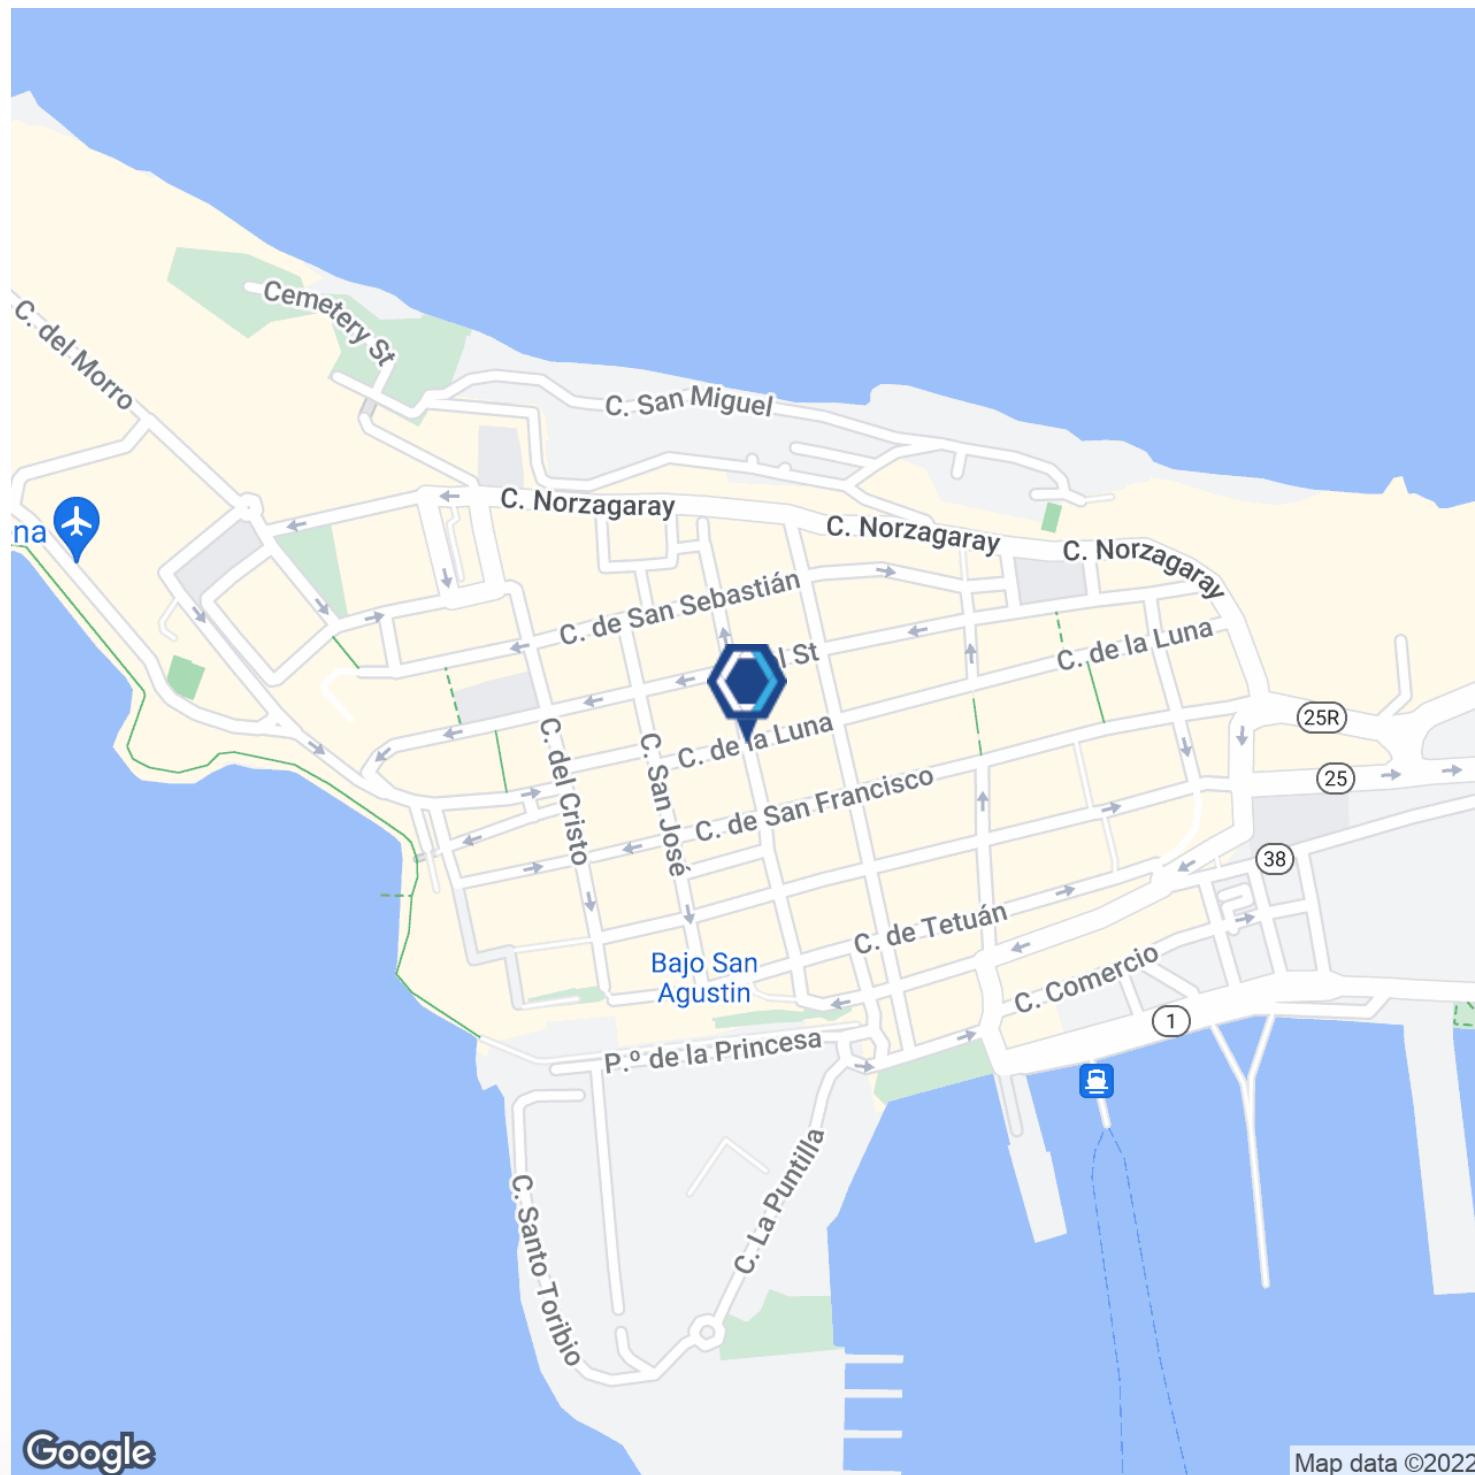 Cemetery St
C. del Morro
C. San Miguel
C. Norzagaray
C. Norzagaray
C. Norzagaray
na
C. de San Sebastián
C. de la Luna
St
C. de la Luna
25R
C. del Cristo
C. San José
25
C. de San Francisco
38
C. de Tetuán
Bajo San
Agustin
C. Comercio
1
P.º de la Princesa
C. La Puntilla
C. Santo Toribio
Google
Map data ©2022